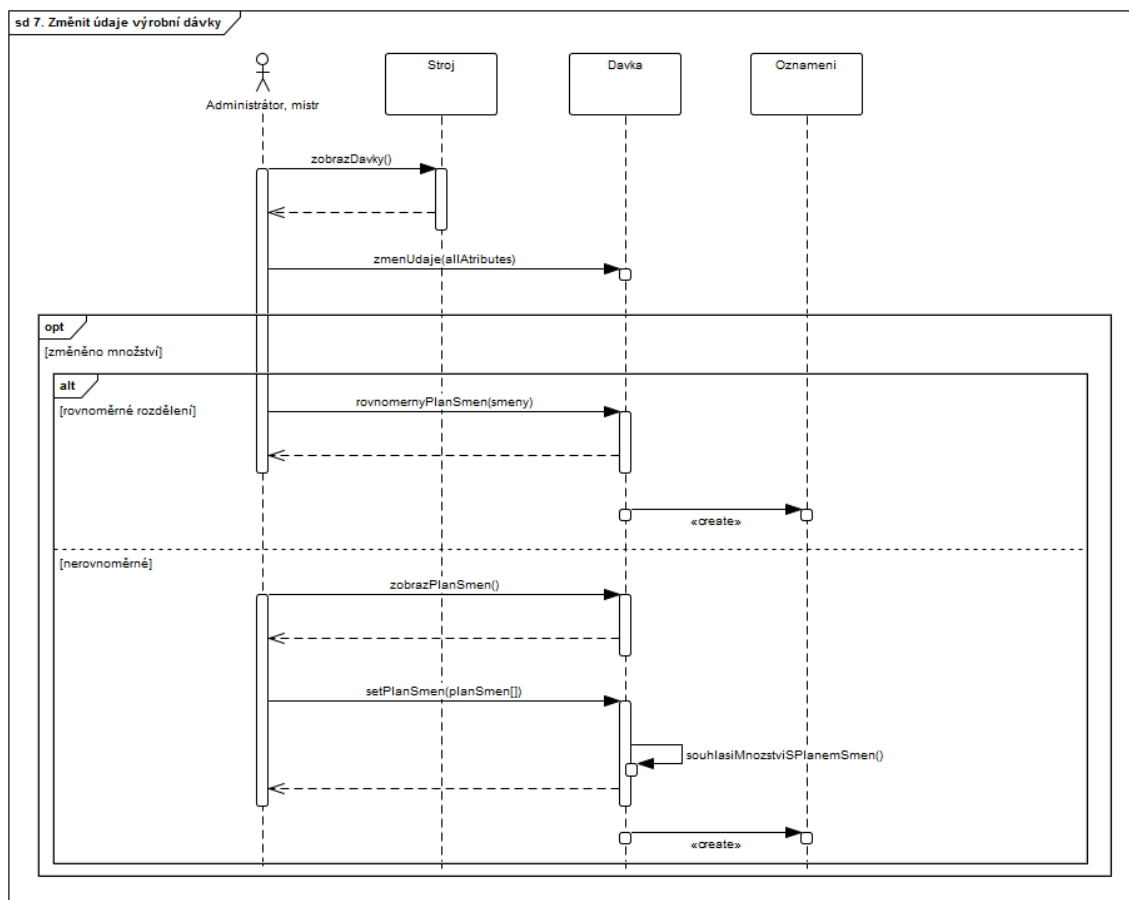 sd 7. Změnit údaje výrobní dávky
Administrátor, mistr
Stroj
Davka
Oznameni
zobrazDavky()
zmenUdaje(allAtributes)
opt
[změněno množství]
alt
[rovnoměrné rozdělení]
rovnomernyPlanSmen(smeny)
«create»
[nerovnoměrné]
zobrazPlanSmen()
setPlanSmen(planSmen[])
souhlasiMnozstviSPlanemSmen()
«create»